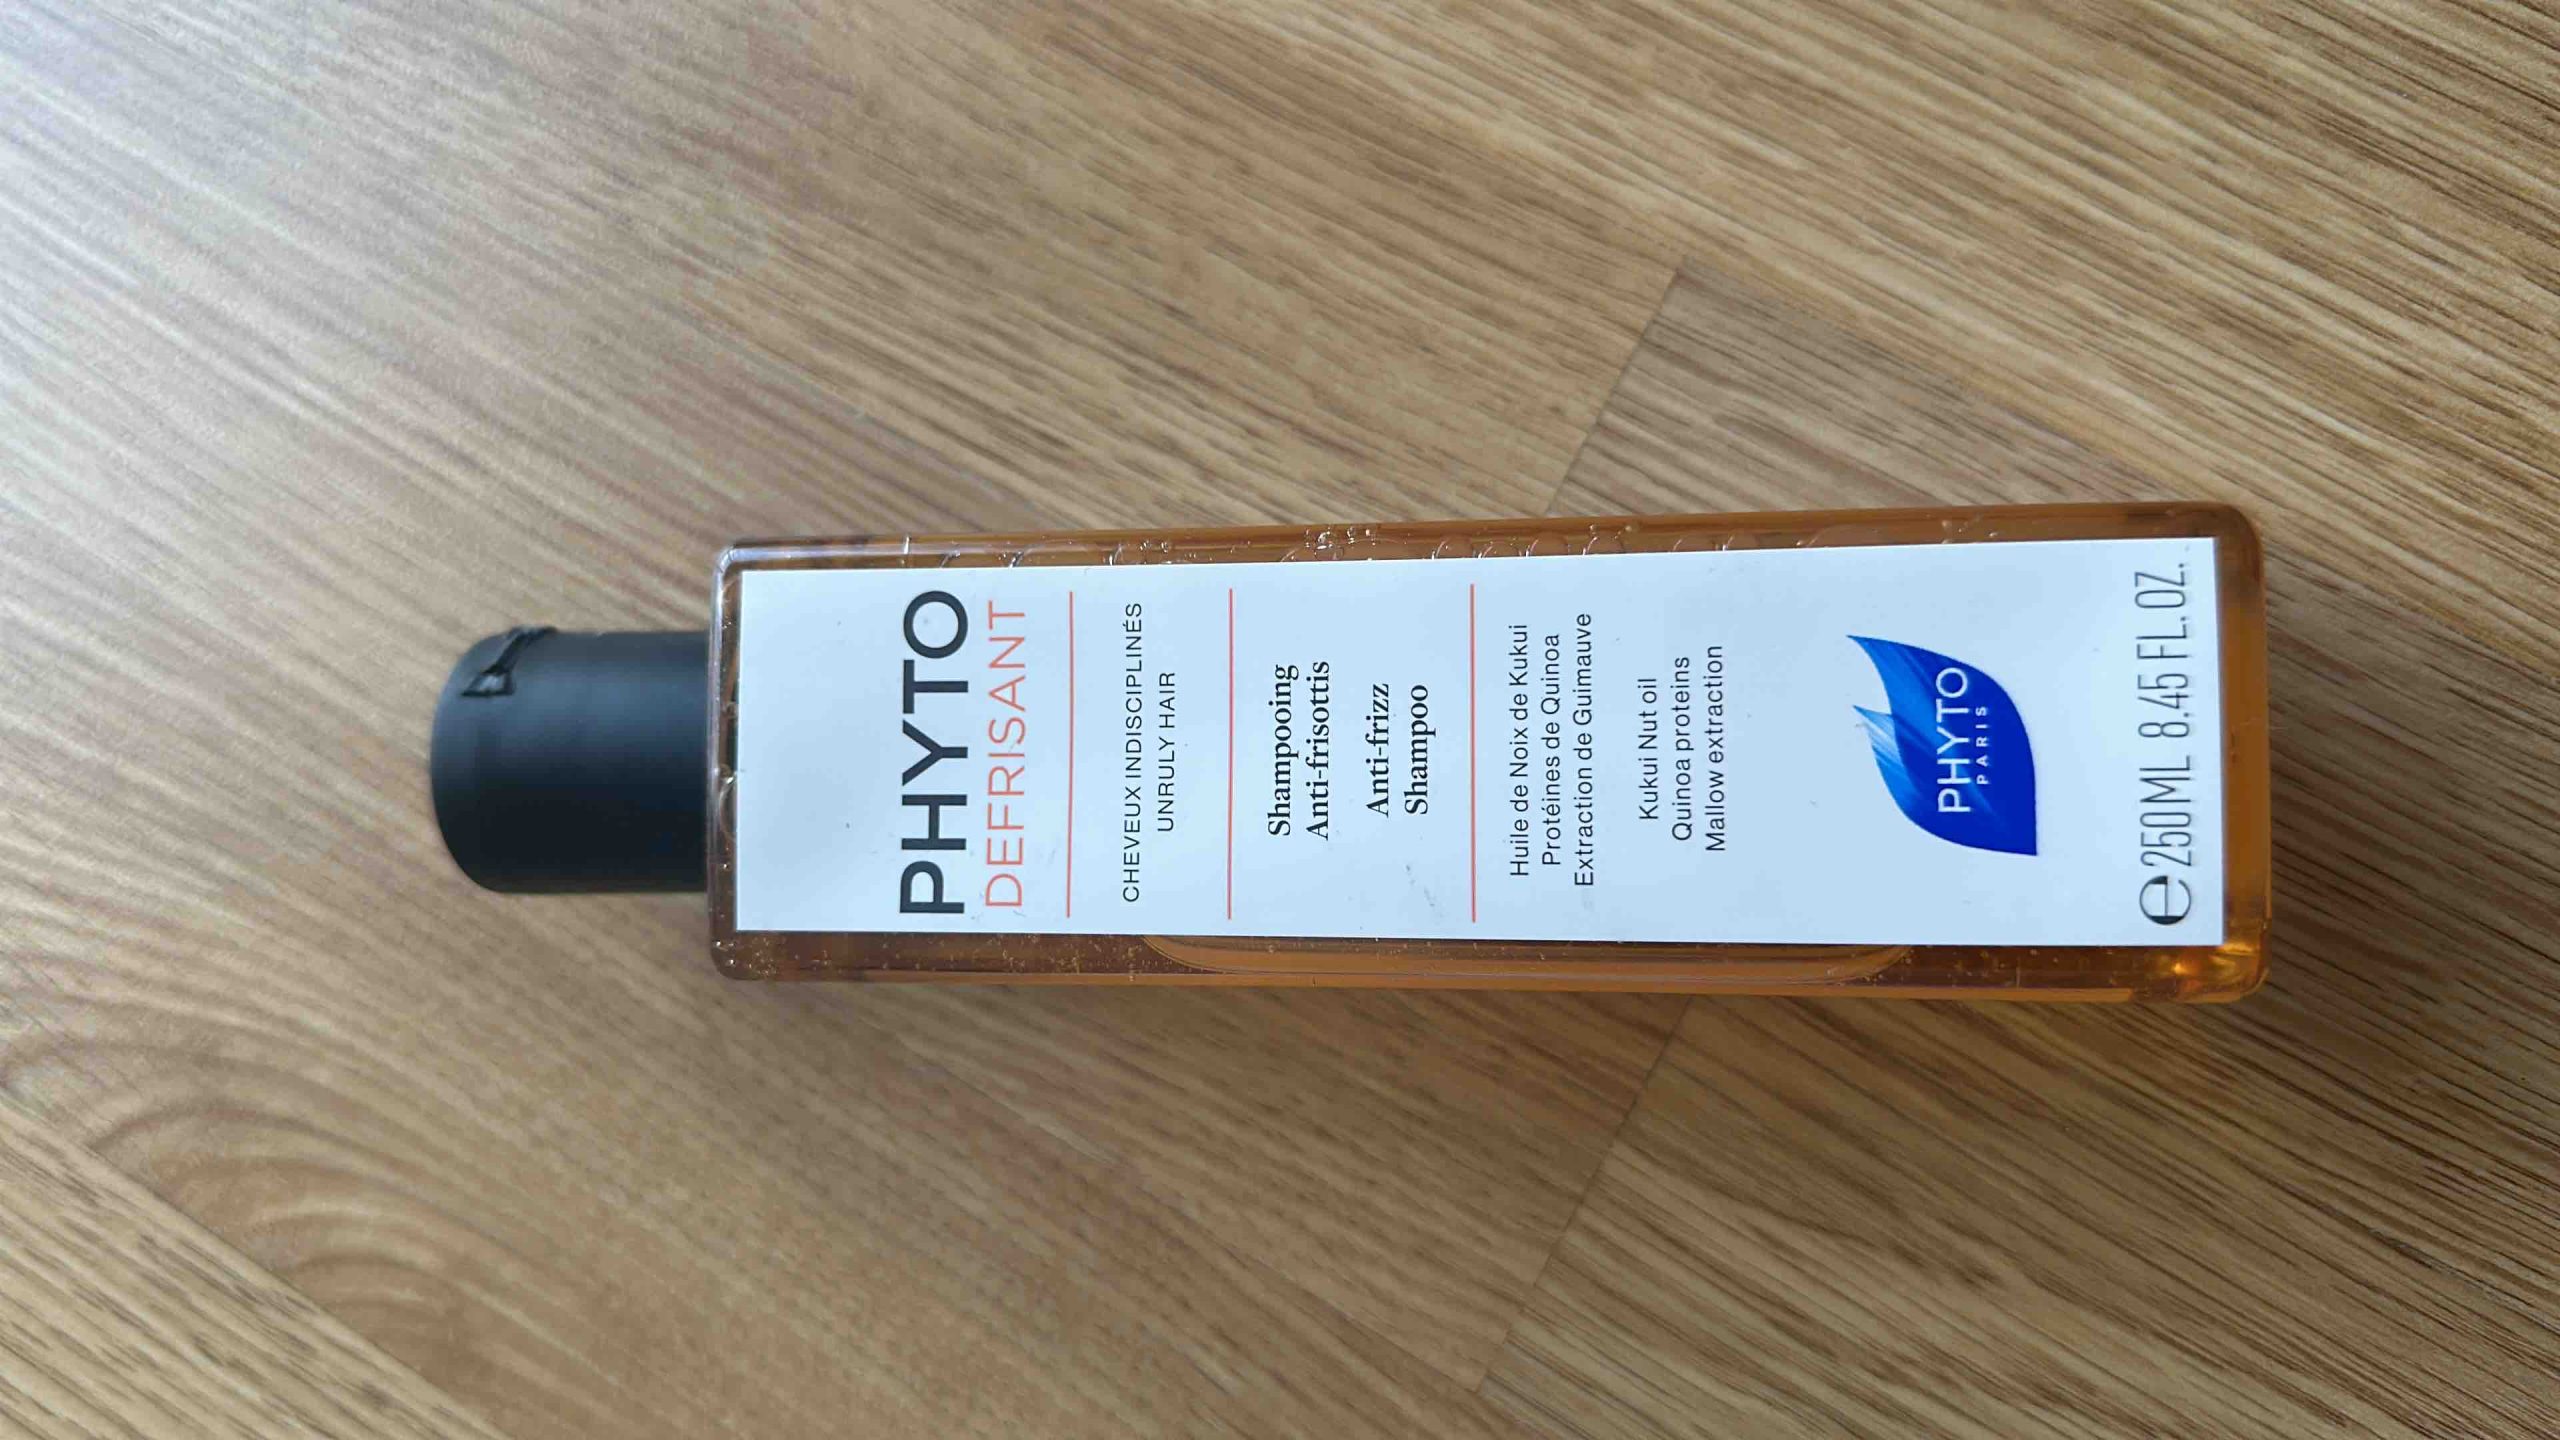 PHYTO
DEFRISANT
CHEVEUX INDISCIPLINÉS
UNRULY HAIR
Shampooing
Anti-frisottis
Anti-frizz
Shampoo
Huile de Noix de Kukui
Protéines de Quinoa
Extraction de Guimauve
Kukui Nut oil
Quinoa proteins
Mallow extraction
PHYTO
PARIS
℮ 250ML 8.45 FL. OZ.